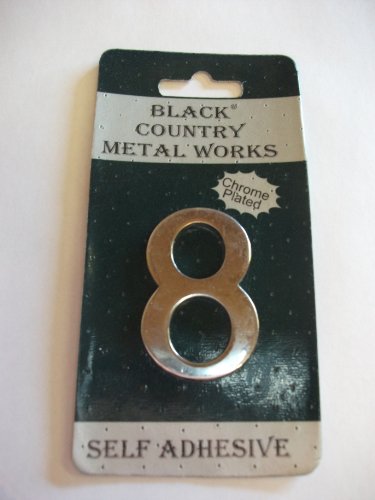 BLACK®
COUNTRY
METAL WORKS
Chrome
Plated
8
SELF ADHESIVE